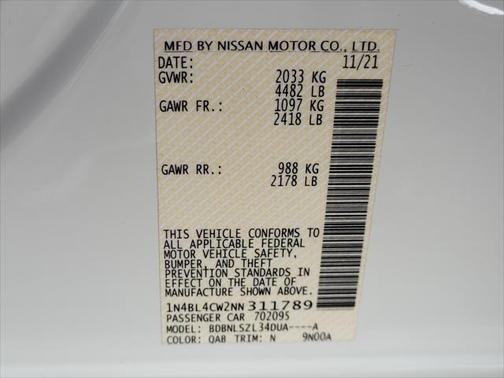 MFD BY NISSAN MOTOR CO., LTD.
DATE: 11/21
GVWR: 2033 KG
4482 LB
GAWR FR.: 1097 KG
2418 LB
GAWR RR.: 988 KG
2178 LB
THIS VEHICLE CONFORMS TO
ALL APPLICABLE FEDERAL
MOTOR VEHICLE SAFETY,
BUMPER, AND THEFT
PREVENTION STANDARDS IN
EFFECT ON THE DATE OF
MANUFACTURE SHOWN ABOVE.
1N4BL4CW2NN311789
PASSENGER CAR 702095
MODEL: BDBNLSZL34DUA----A
COLOR: QAB TRIM: N 9N00A